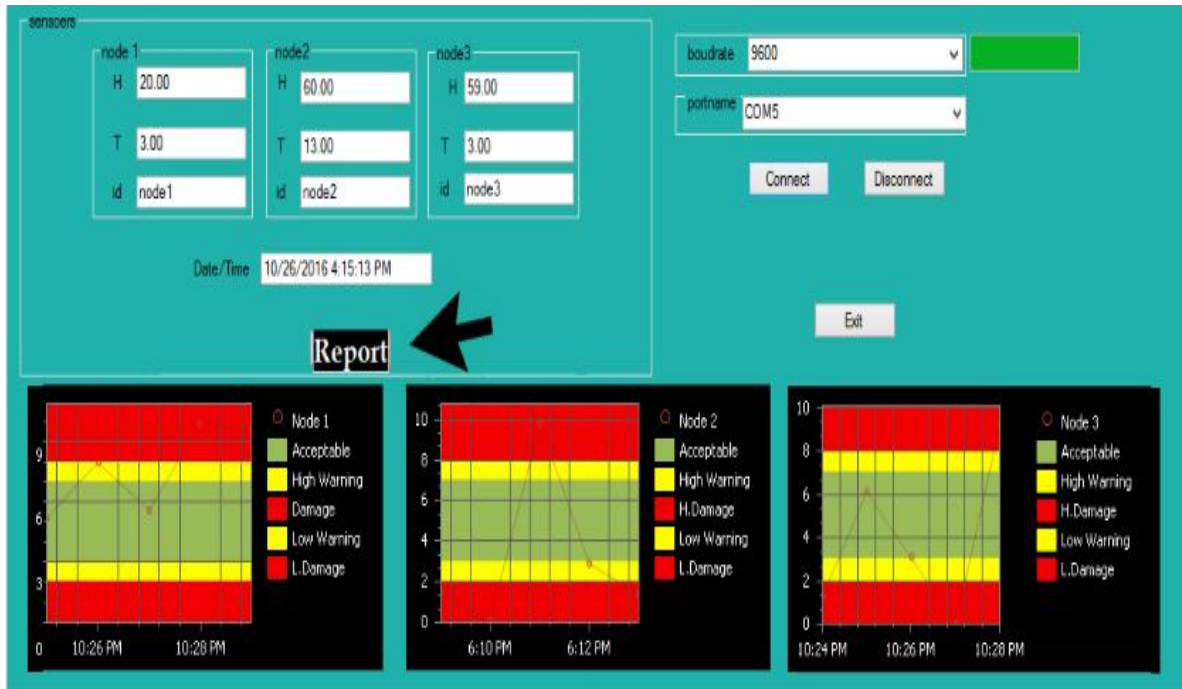 sensoers
node 1
H 20.00
T 3.00
id node1
node2
H 60.00
T 13.00
id node2
node3
H 59.00
T 3.00
id node3
Date/Time 10/26/2016 4:15:13 PM
Report
boudrate 9600
portname COM5
Connect Disconnect
Exit
9
6
3
0
10:26 PM 10:28 PM
Node 1
Acceptable
High Warning
Damage
Low Warning
L.Damage
10
8
6
4
2
0
6:10 PM 6:12 PM
Node 2
Acceptable
High Warning
H.Damage
Low Warning
L.Damage
10
8
6
4
2
0
10:24 PM 10:26 PM 10:28 PM
Node 3
Acceptable
High Warning
H.Damage
Low Warning
L.Damage